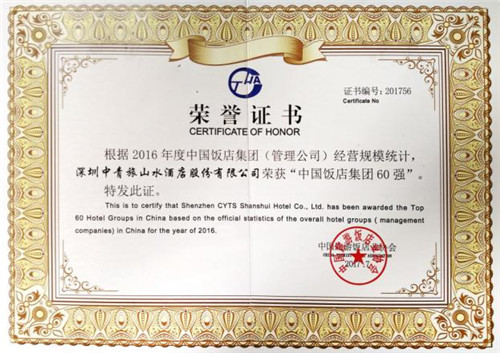 CTHA
证书编号:201756
Certificate No
荣誉证书
CERTIFICATE OF HONOR
根据2016年度中国饭店集团（管理公司）经营规模统计，
深圳中青旅山水酒店股份有限公司荣获“中国饭店集团60强”。
特发此证。
This is to certify that Shenzhen CYTS Shanshui Hotel Co., Ltd. has been awarded the Top
60 Hotel Groups in China based on the official statistics of the overall hotel groups ( management
companies) in China for the year of 2016.
中国旅游饭店业协会
2017.7